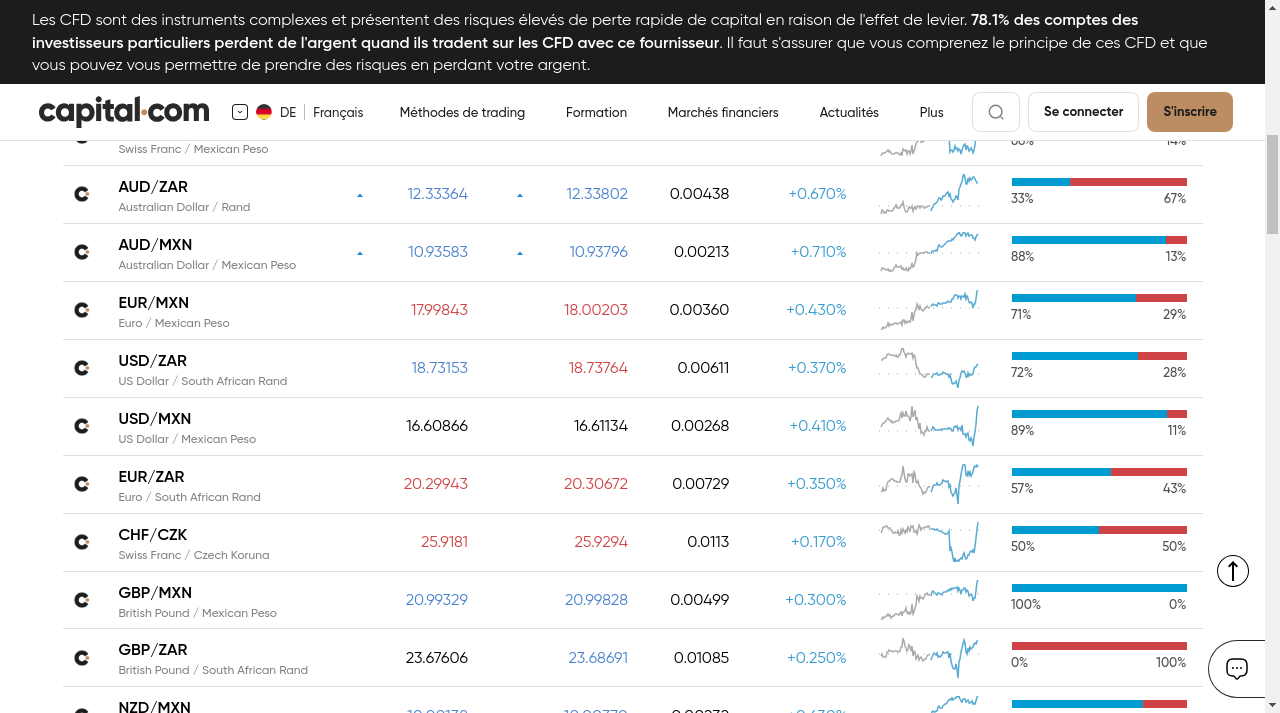 Les CFD sont des instruments complexes et présentent des risques élevés de perte rapide de capital en raison de l'effet de levier. 78.1% des comptes des
investisseurs particuliers perdent de l'argent quand ils tradent sur les CFD avec ce fournisseur. Il faut s'assurer que vous comprenez le principe de ces CFD et que
vous pouvez vous permettre de prendre des risques en perdant votre argent.
capital.com DE Français Méthodes de trading Formation Marchés financiers Actualités Plus Se connecter S'inscrire
Swiss Franc / Mexican Peso 86% 14%
AUD/ZAR 12.33364 12.33802 0.00438 +0.670%
Australian Dollar / Rand 33% 67%
AUD/MXN 10.93583 10.93796 0.00213 +0.710%
Australian Dollar / Mexican Peso 88% 13%
EUR/MXN 17.99843 18.00203 0.00360 +0.430%
Euro / Mexican Peso 71% 29%
USD/ZAR 18.73153 18.73764 0.00611 +0.370%
US Dollar / South African Rand 72% 28%
USD/MXN 16.60866 16.61134 0.00268 +0.410%
US Dollar / Mexican Peso 89% 11%
EUR/ZAR 20.29943 20.30672 0.00729 +0.350%
Euro / South African Rand 57% 43%
CHF/CZK 25.9181 25.9294 0.0113 +0.170%
Swiss Franc / Czech Koruna 50% 50%
GBP/MXN 20.99329 20.99828 0.00499 +0.300%
British Pound / Mexican Peso 100% 0%
GBP/ZAR 23.67606 23.68691 0.01085 +0.250%
British Pound / South African Rand 0% 100%
NZD/MXN